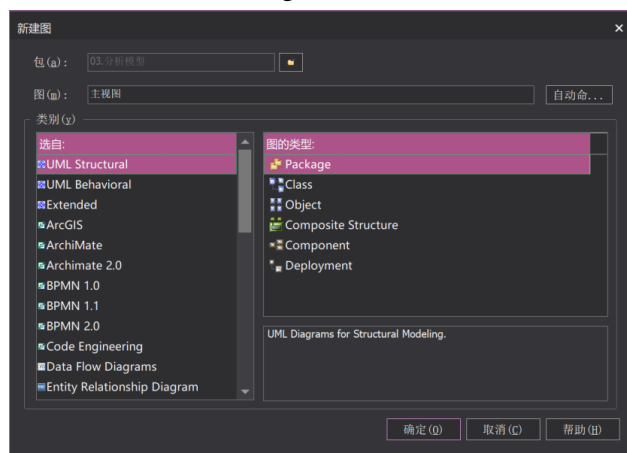 新建图
包(a): 03.分析模型
图(m): 主视图 自动命...
类别(y)
选自:
UML Structural
UML Behavioral
Extended
ArcGIS
ArchiMate
Archimate 2.0
BPMN 1.0
BPMN 1.1
BPMN 2.0
Code Engineering
Data Flow Diagrams
Entity Relationship Diagram
图的类型:
Package
Class
Object
Composite Structure
Component
Deployment
UML Diagrams for Structural Modeling.
确定(O) 取消(C) 帮助(H)